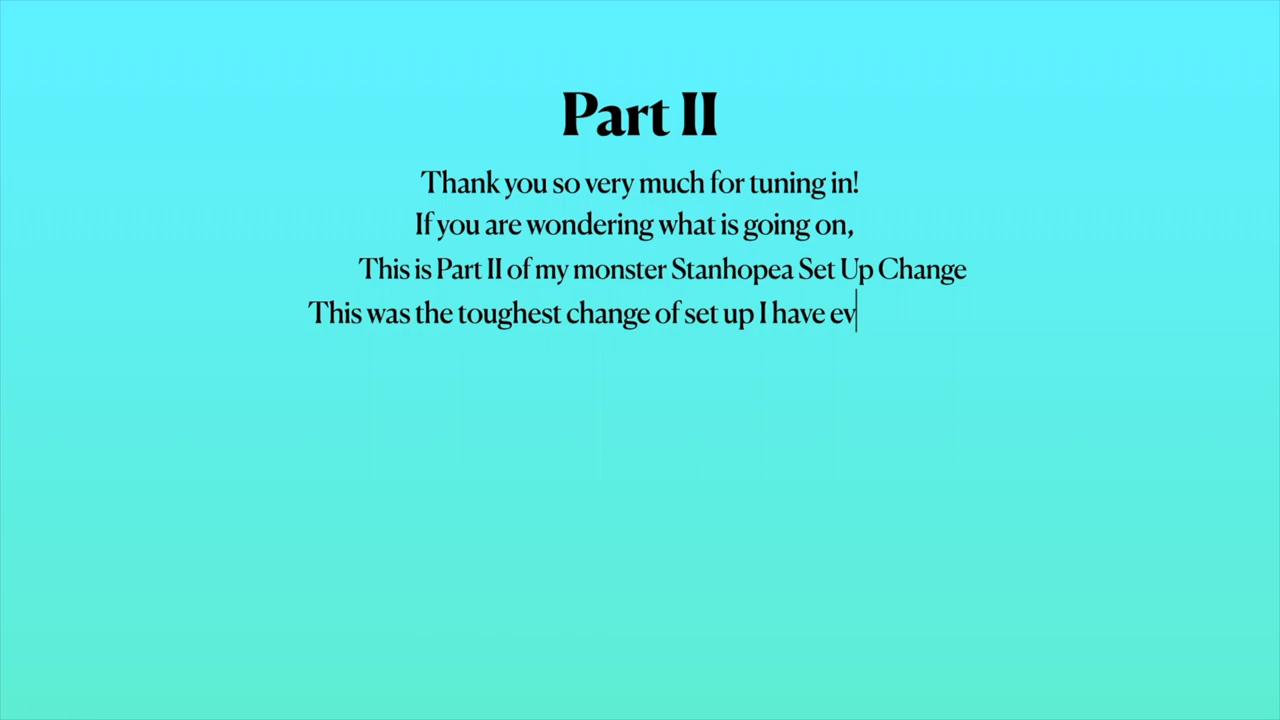 Part II
Thank you so very much for tuning in!
If you are wondering what is going on,
This is Part II of my monster Stanhopea Set Up Change
This was the toughest change of set up I have ev